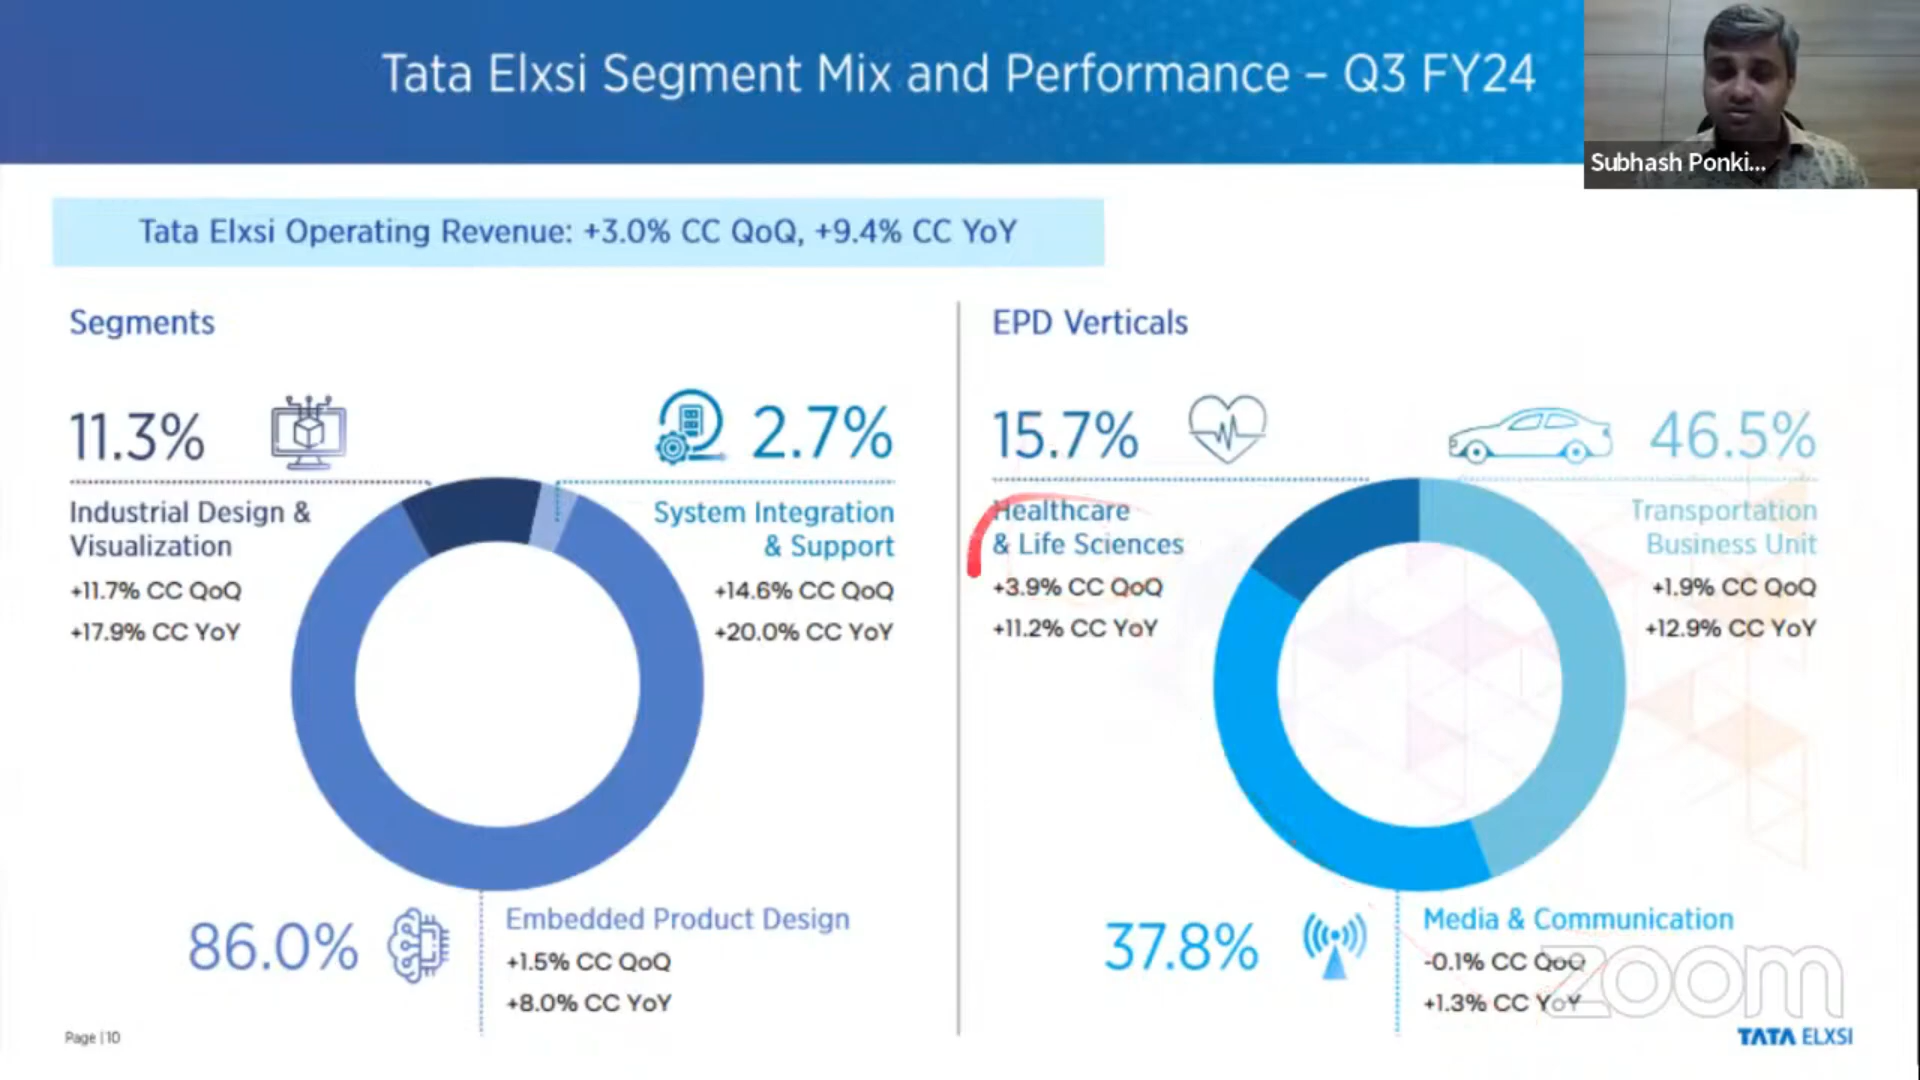 Tata Elxsi Segment Mix and Performance – Q3 FY24
Subhash Ponki...
Tata Elxsi Operating Revenue: +3.0% CC QoQ, +9.4% CC YoY
Segments
11.3%
Industrial Design &
Visualization
+11.7% CC QoQ
+17.9% CC YoY
2.7%
System Integration
& Support
+14.6% CC QoQ
+20.0% CC YoY
86.0%
Embedded Product Design
+1.5% CC QoQ
+8.0% CC YoY
EPD Verticals
15.7%
Healthcare
& Life Sciences
+3.9% CC QoQ
+11.2% CC YoY
46.5%
Transportation
Business Unit
+1.9% CC QoQ
+12.9% CC YoY
37.8%
Media & Communication
-0.1% CC QoQ
+1.3% CC YoY
zoom
Page | 10
TATA ELXSI